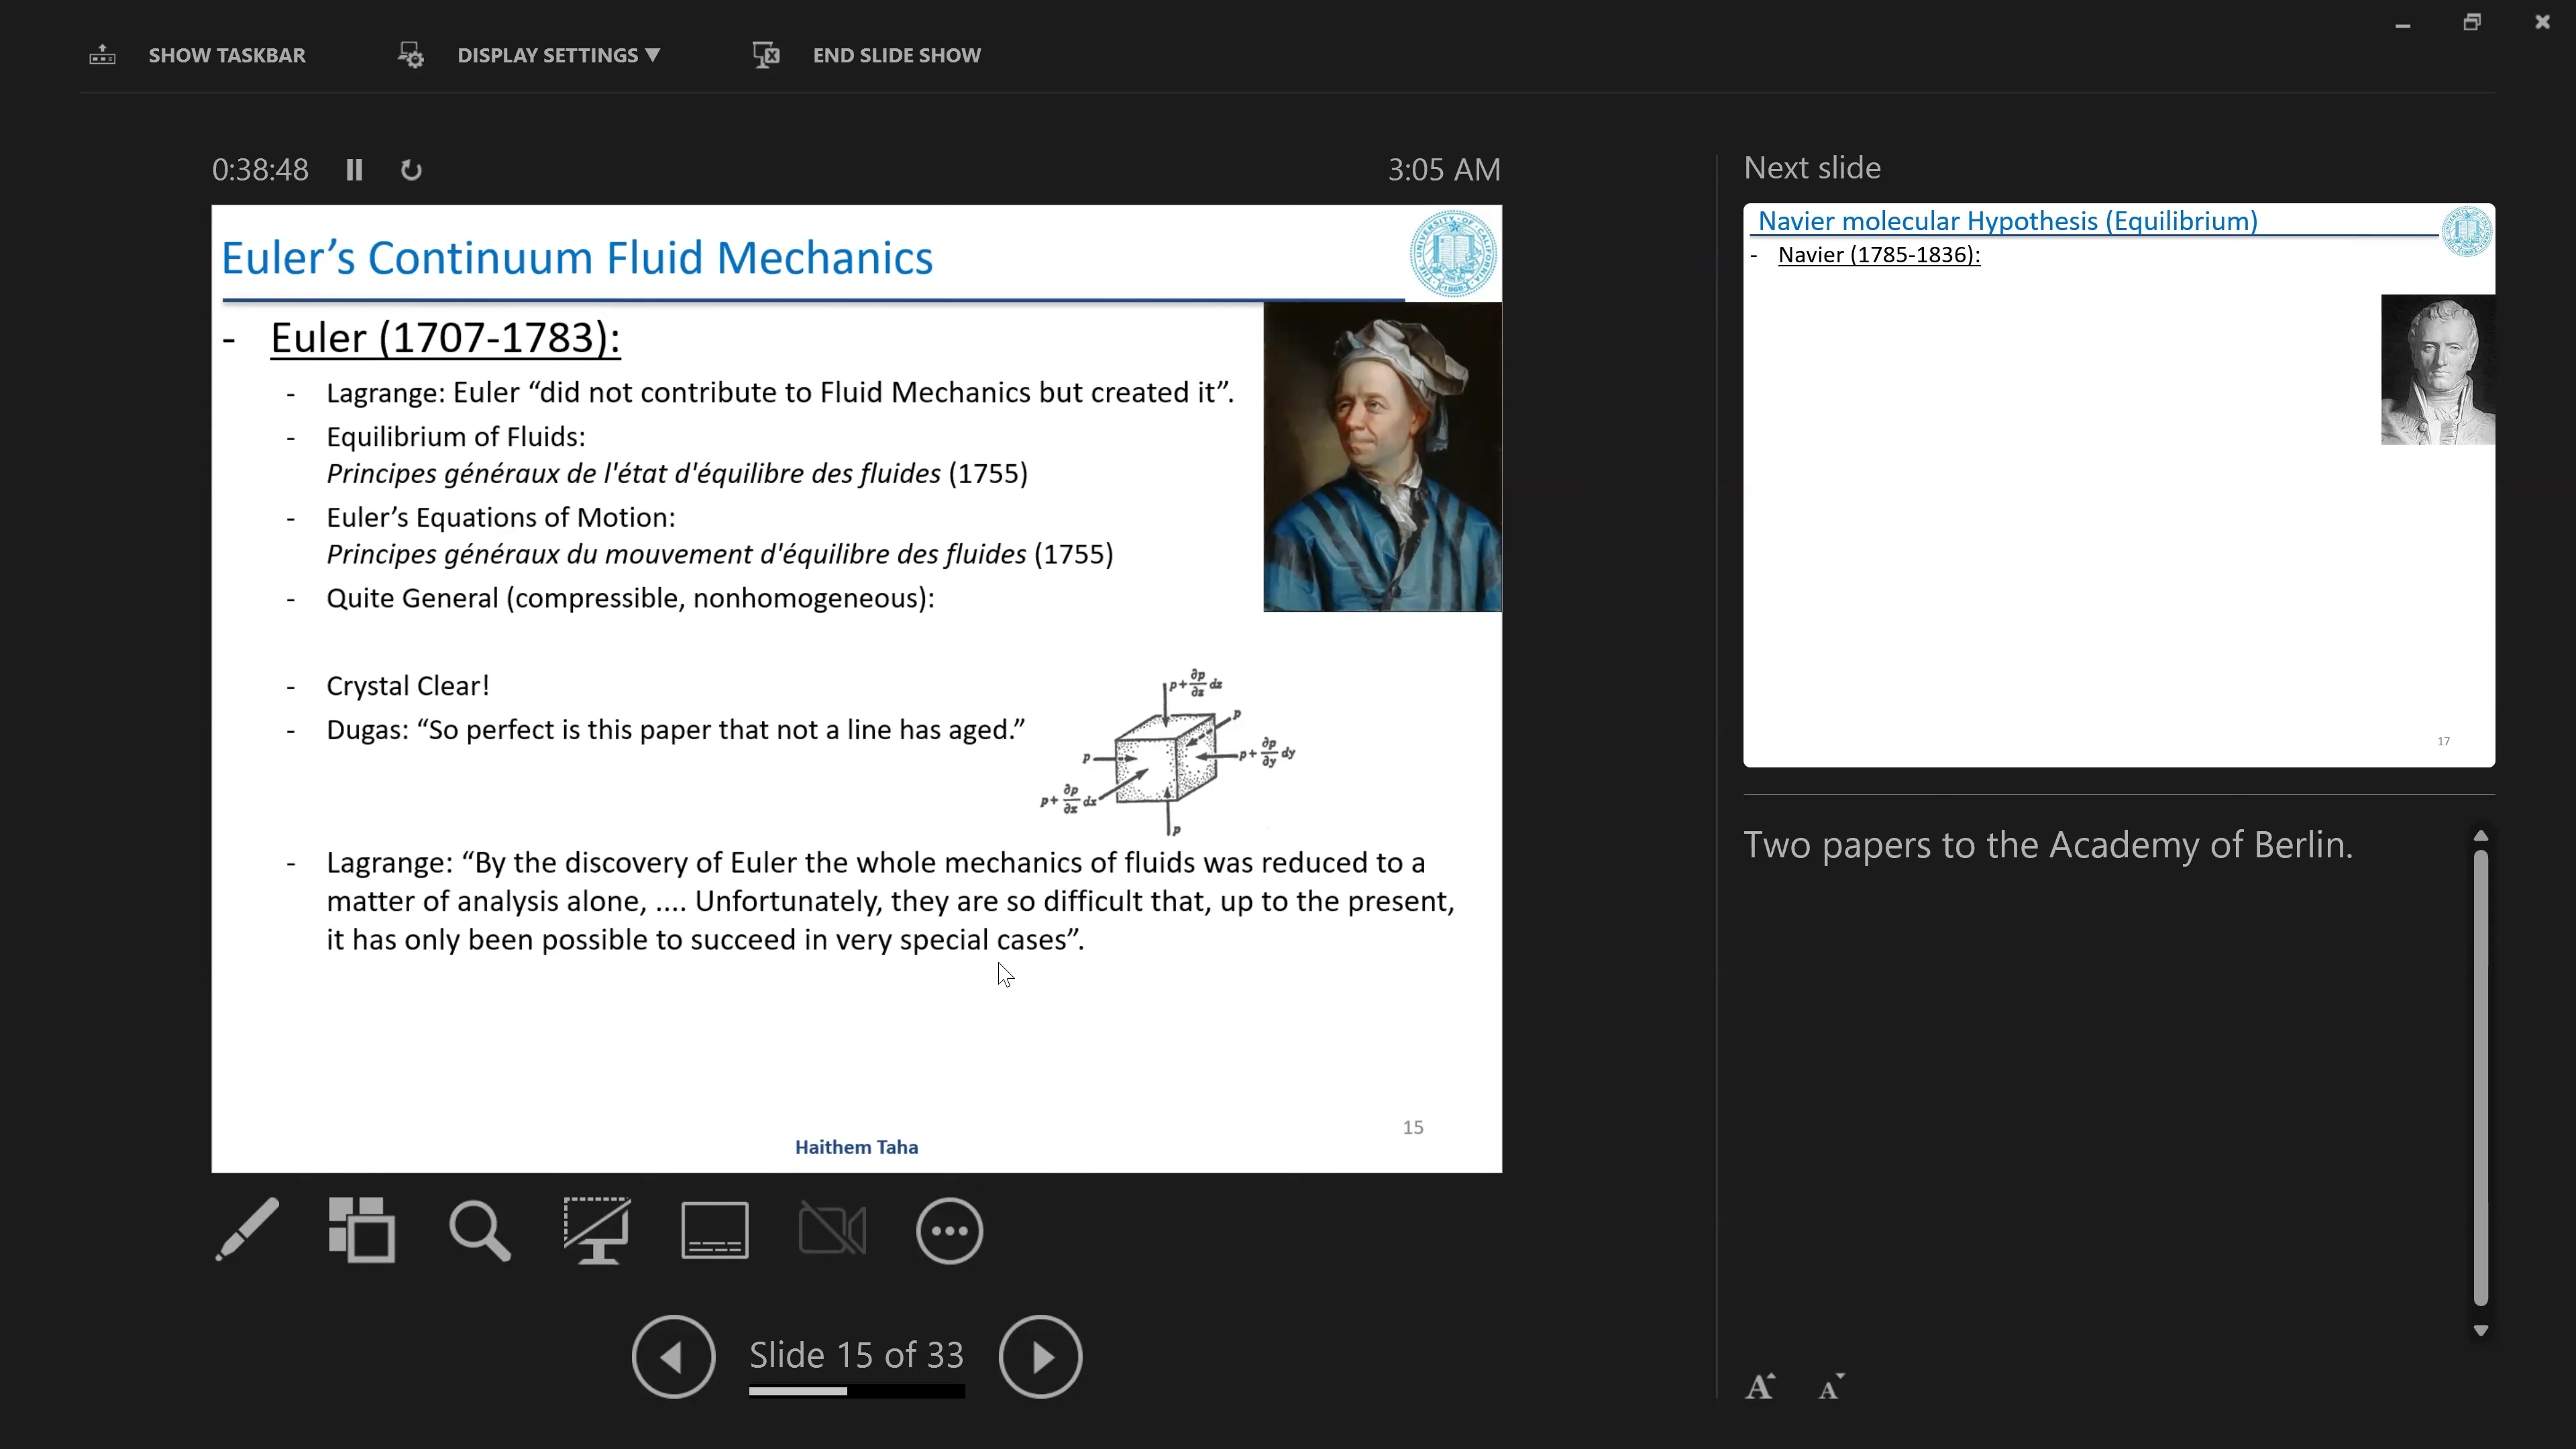 SHOW TASKBAR
DISPLAY SETTINGS ▼
END SLIDE SHOW
0:38:48
3:05 AM
Euler’s Continuum Fluid Mechanics
- Euler (1707-1783):
- Lagrange: Euler “did not contribute to Fluid Mechanics but created it”.
- Equilibrium of Fluids:
Principes généraux de l'état d'équilibre des fluides (1755)
- Euler’s Equations of Motion:
Principes généraux du mouvement d'équilibre des fluides (1755)
- Quite General (compressible, nonhomogeneous):
- Crystal Clear!
- Dugas: “So perfect is this paper that not a line has aged.”
p+ ∂p/∂z dz
p
p
p+ ∂p/∂y dy
p+ ∂p/∂x dx
p
- Lagrange: “By the discovery of Euler the whole mechanics of fluids was reduced to a
matter of analysis alone, .... Unfortunately, they are so difficult that, up to the present,
it has only been possible to succeed in very special cases”.
15
Haithem Taha
Slide 15 of 33
Next slide
Navier molecular Hypothesis (Equilibrium)
- Navier (1785-1836):
17
Two papers to the Academy of Berlin.
A A